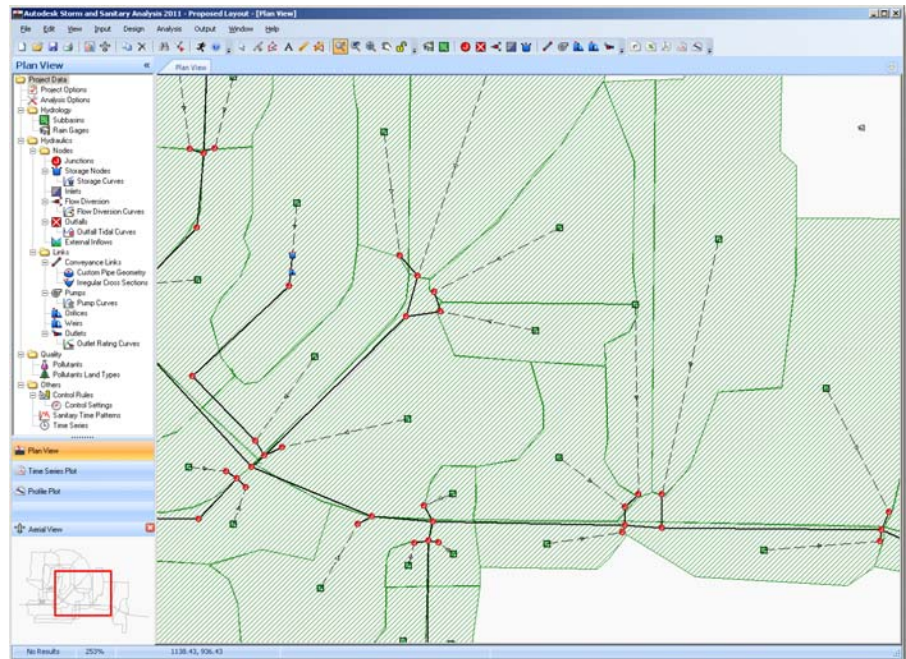 Autodesk Storm and Sanitary Analysis 2011 - Proposed Layout - [Plan View]
File Edit View Input Design Analysis Output Window Help
Plan View «
Plan View
Project Data
Project Options
Analysis Options
Hydrology
Subbasins
Rain Gages
Hydraulics
Nodes
Junctions
Storage Nodes
Storage Curves
Inlets
Flow Diversion
Flow Diversion Curves
Outfalls
Outfall Tidal Curves
External Inflows
Links
Conveyance Links
Custom Pipe Geometry
Irregular Cross Sections
Pumps
Pump Curves
Orifices
Weirs
Outlets
Outlet Rating Curves
Quality
Pollutants
Pollutants Land Types
Others
Control Rules
Control Settings
Sanitary Time Patterns
Time Series
Plan View
Time Series Plot
Profile Plot
Aerial View
No Results 253% 1138.43, 936.43